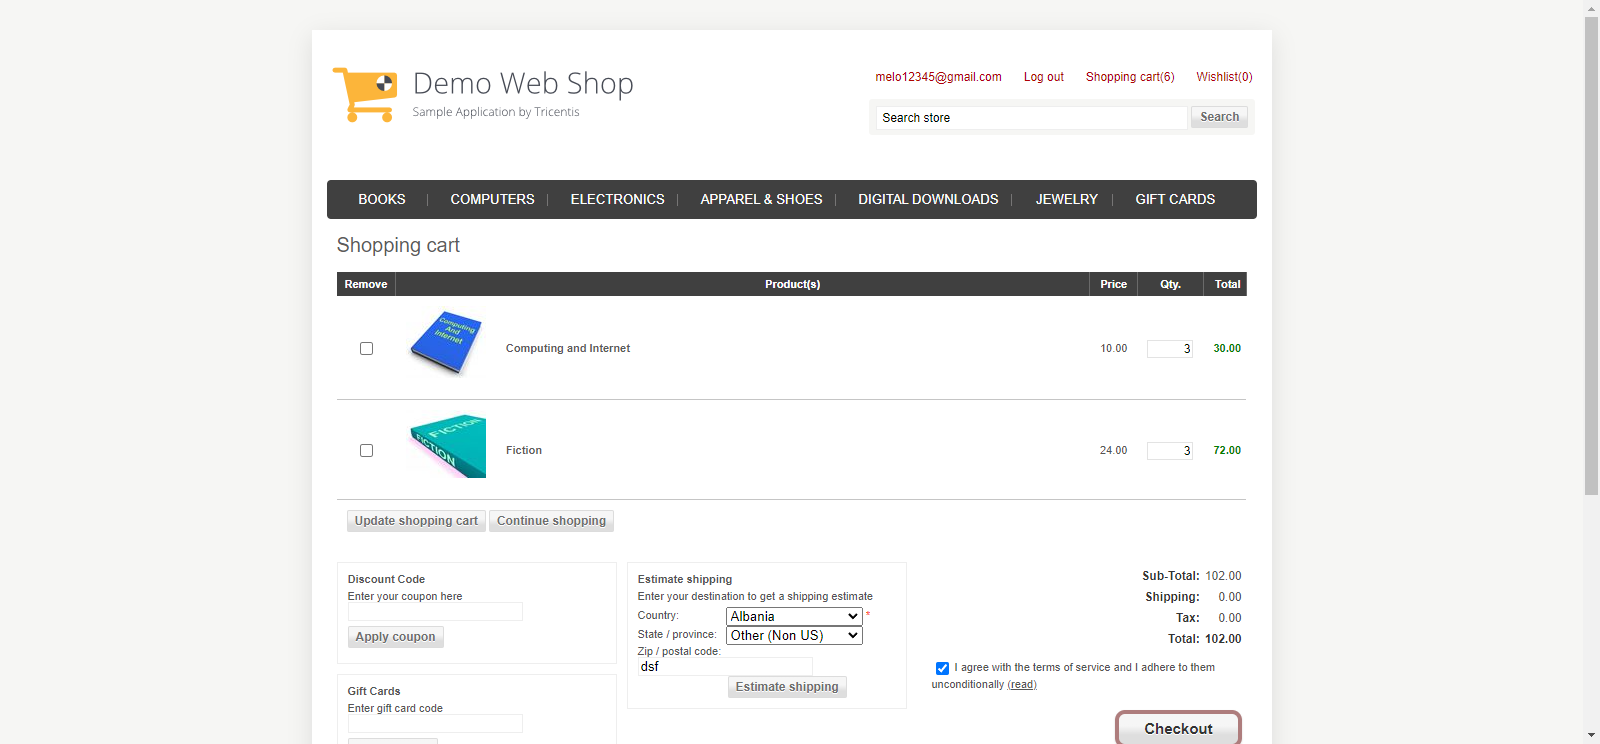 Demo Web Shop
Sample Application by Tricentis
melo12345@gmail.com Log out Shopping cart(6) Wishlist(0)
Search store Search
BOOKS COMPUTERS ELECTRONICS APPAREL & SHOES DIGITAL DOWNLOADS JEWELRY GIFT CARDS
Shopping cart
Remove Product(s) Price Qty. Total
Computing
And
Internet
Computing and Internet 10.00 3 30.00
FICTION
FICTION
Fiction 24.00 3 72.00
Update shopping cart Continue shopping
Discount Code
Enter your coupon here
Apply coupon
Gift Cards
Enter gift card code
Estimate shipping
Enter your destination to get a shipping estimate
Country: Albania *
State / province: Other (Non US)
Zip / postal code:
dsf
Estimate shipping
Sub-Total: 102.00
Shipping: 0.00
Tax: 0.00
Total: 102.00
I agree with the terms of service and I adhere to them
unconditionally (read)
Checkout